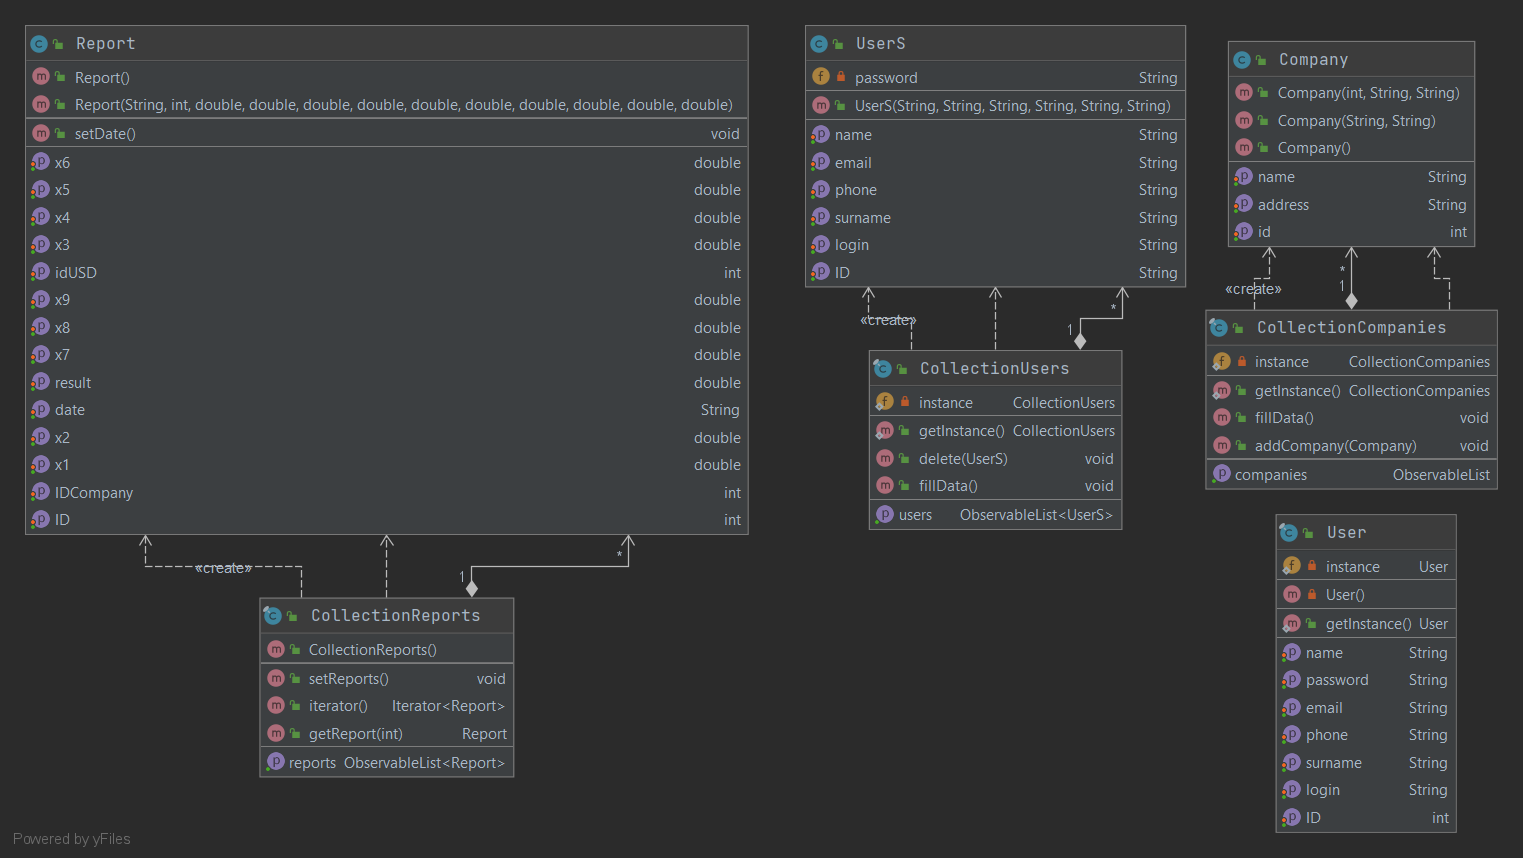 Report
Report()
Report(String, int, double, double, double, double, double, double, double, double, double, double)
setDate() void
x6 double
x5 double
x4 double
x3 double
idUSD int
x9 double
x8 double
x7 double
result double
date String
x2 double
x1 double
IDCompany int
ID int
«create»
*
1
CollectionReports
CollectionReports()
setReports() void
iterator() Iterator<Report>
getReport(int) Report
reports ObservableList<Report>
UserS
password String
UserS(String, String, String, String, String, String)
name String
email String
phone String
surname String
login String
ID String
«create»
*
1
CollectionUsers
instance CollectionUsers
getInstance() CollectionUsers
delete(UserS) void
fillData() void
users ObservableList<UserS>
Company
Company(int, String, String)
Company(String, String)
Company()
name String
address String
id int
«create»
*
1
CollectionCompanies
instance CollectionCompanies
getInstance() CollectionCompanies
fillData() void
addCompany(Company) void
companies ObservableList
User
instance User
User()
getInstance() User
name String
password String
email String
phone String
surname String
login String
ID int
Powered by yFiles